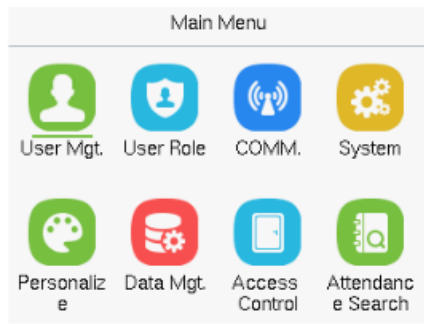 Main Menu
User Mgt. User Role COMM. System
Personaliz Data Mgt. Access Attendanc
e Control e Search